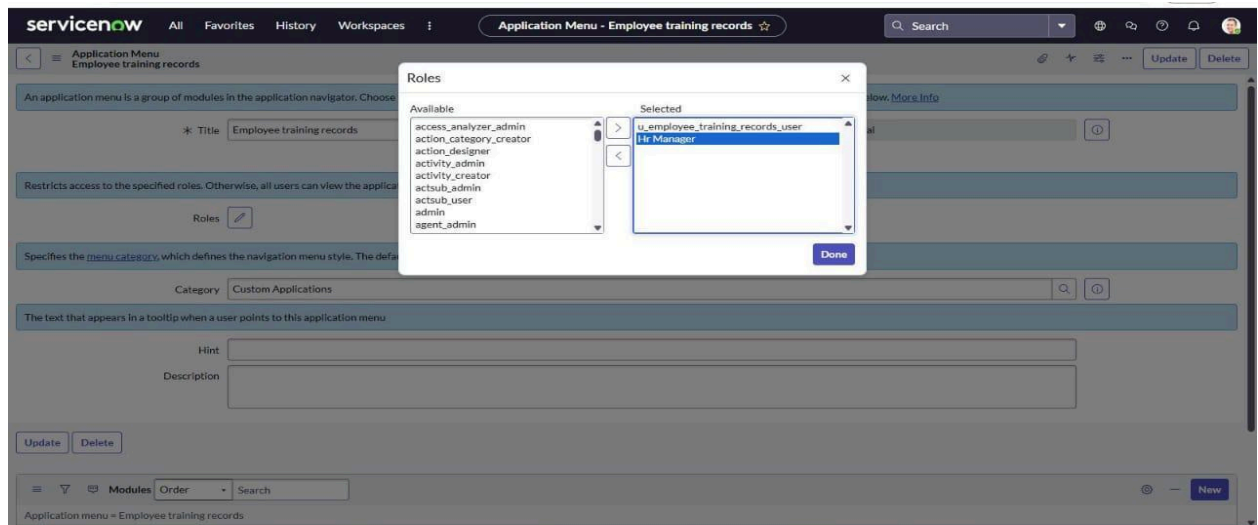 servicenow All Favorites History Workspaces Application Menu - Employee training records Search
Application Menu
Employee training records
Update Delete
An application menu is a group of modules in the application navigator. Choose
elow. More Info
Title Employee training records
al
Restricts access to the specified roles. Otherwise, all users can view the applica
Roles
Specifies the menu category, which defines the navigation menu style. The defau
Category Custom Applications
The text that appears in a tooltip when a user points to this application menu
Hint
Description
Update Delete
Modules Order Search New
Application menu = Employee training records
Roles
Available
access_analyzer_admin
action_category_creator
action_designer
activity_admin
activity_creator
actsub_admin
actsub_user
admin
agent_admin
Selected
u_employee_training_records_user
Hr Manager
Done